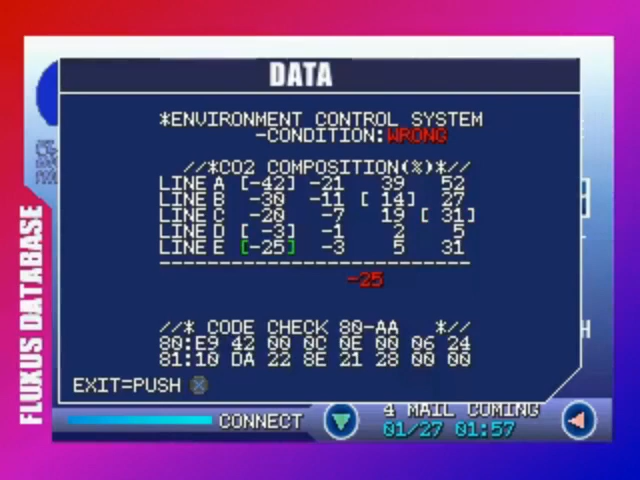 DATA
*ENVIRONMENT CONTROL SYSTEM
-CONDITION:WRONG
//*CO2 COMPOSITION(%)*//
LINE A [-42] -21 39 52
LINE B -30 -11 [ 14] 27
LINE C -20 -7 19 [ 31]
LINE D [ -3] -1 2 5
LINE E [-25] -3 5 31
-25
//* CODE CHECK 80-AA *//
80:E9 42 00 0C 0E 00 06 24
81:10 DA 22 8E 21 28 00 00
EXIT=PUSH
FLUXUS DATABASE
CONNECT
4 MAIL COMING
01/27 01:57